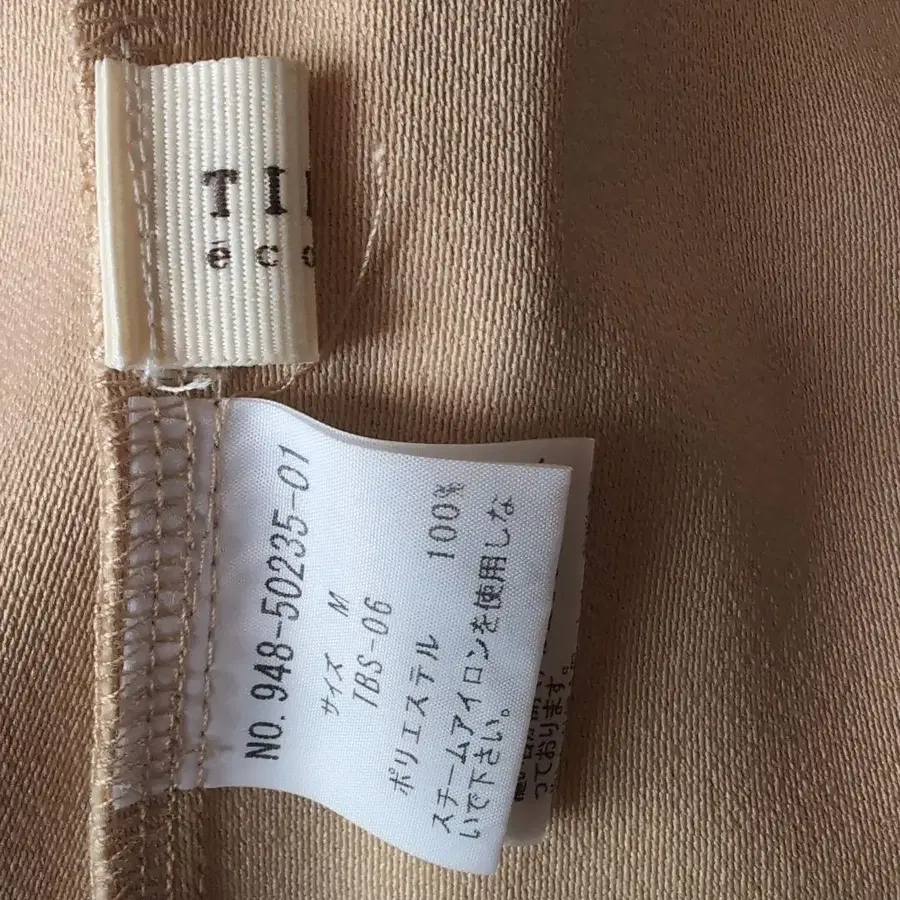 TI
éco
NO. 948-50235-01
サイズ M
TBS-06
ポリエステル 100%
スチームアイロンを使用しな
いで下さい。
っております。